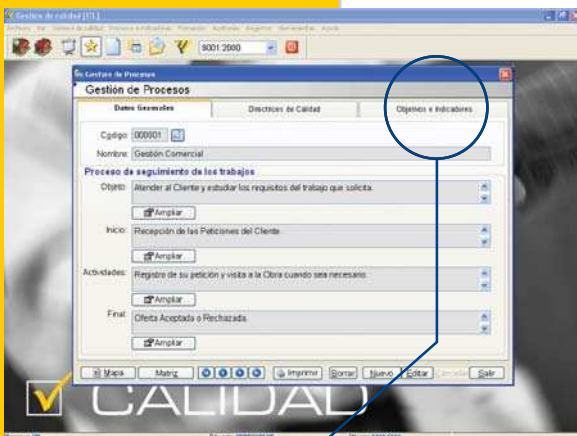 Gestión de calidad [ITL]
9001:2000
Gestión de Procesos
Gestión de Procesos
Datos Generales
Directrices de Calidad
Objetivos e Indicadores
Código: 000001
Nombre: Gestión Comercial
Proceso de seguimiento de los trabajos
Objeto: Atender al Cliente y estudiar los requisitos del trabajo que solicita.
Ampliar
Inicio: Recepción de las Peticiones del Cliente.
Ampliar
Actividades: Registro de su petición y visita a la Obra cuando sea necesario.
Ampliar
Final: Oferta Aceptada o Rechazada.
Ampliar
Mapa Matriz Imprimir Borrar Nuevo Editar Cancelar Salir
CALIDAD